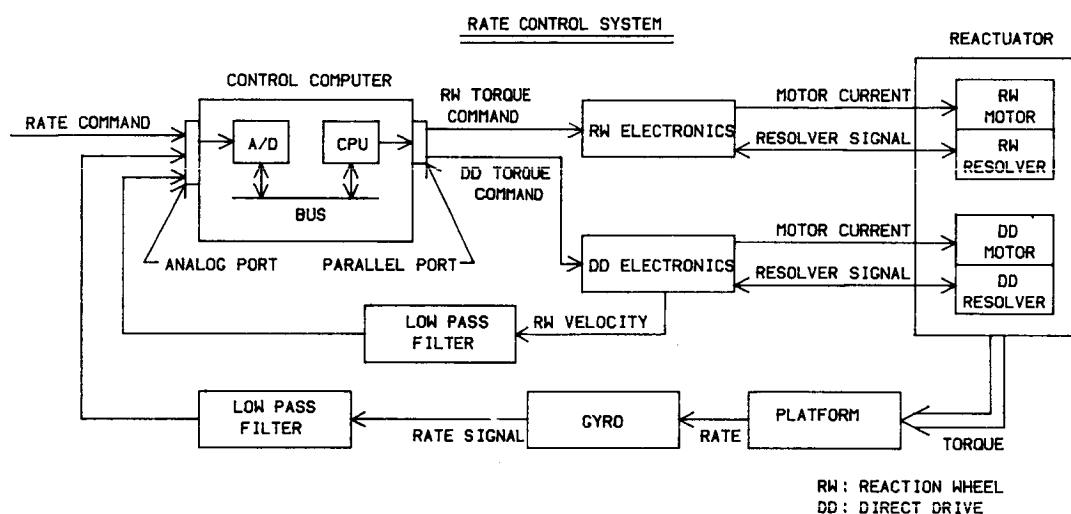 RATE CONTROL SYSTEM
REACTUATOR
CONTROL COMPUTER
RATE COMMAND
A/D
CPU
BUS
ANALOG PORT
PARALLEL PORT
RW TORQUE
COMMAND
DD TORQUE
COMMAND
RW ELECTRONICS
MOTOR CURRENT
RESOLVER SIGNAL
RW
MOTOR
RW
RESOLVER
DD ELECTRONICS
MOTOR CURRENT
RESOLVER SIGNAL
DD
MOTOR
DD
RESOLVER
LOW PASS
FILTER
RW VELOCITY
LOW PASS
FILTER
RATE SIGNAL
GYRO
RATE
PLATFORM
TORQUE
RW: REACTION WHEEL
DD: DIRECT DRIVE